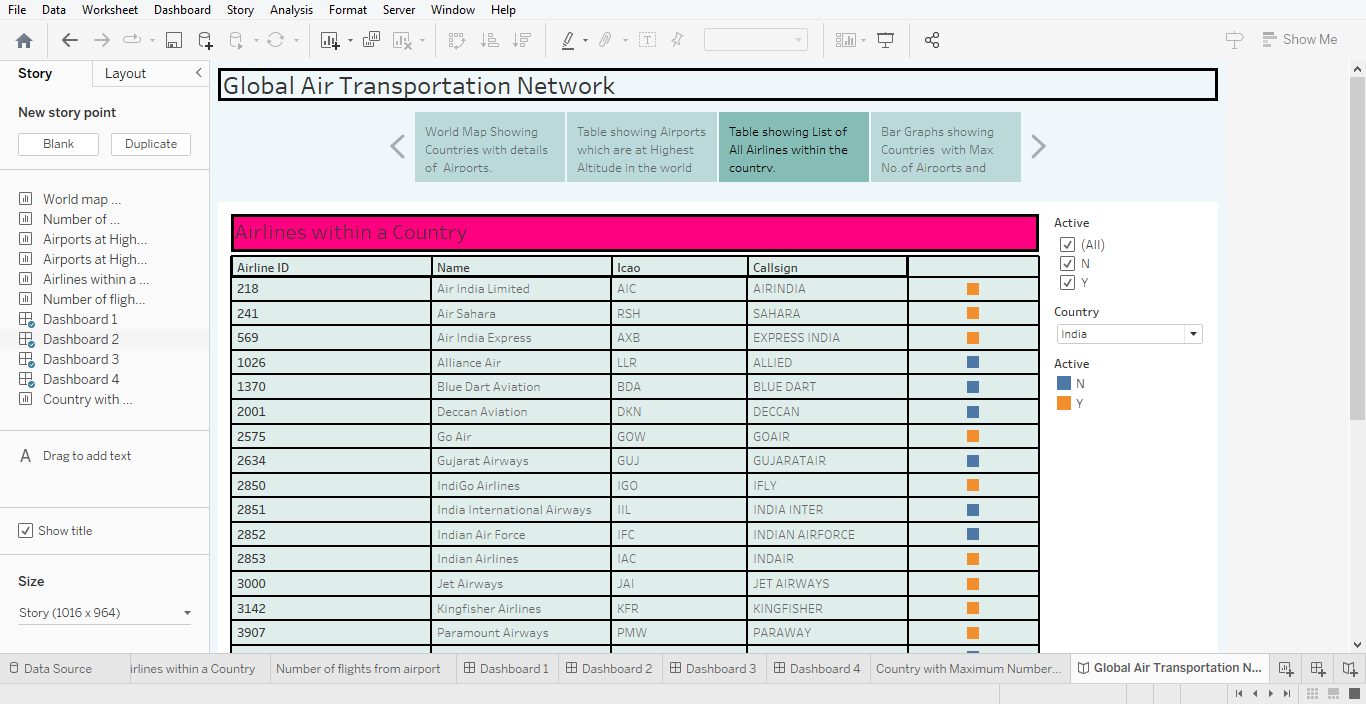 File Data Worksheet Dashboard Story Analysis Format Server Window Help
Show Me
Story Layout
New story point
Blank Duplicate
World map ...
Number of ...
Airports at High...
Airports at High...
Airlines within a ...
Number of fligh...
Dashboard 1
Dashboard 2
Dashboard 3
Dashboard 4
Country with ...
A Drag to add text
Show title
Size
Story (1016 x 964)
Global Air Transportation Network
World Map Showing
Countries with details
of Airports.
Table showing Airports
which are at Highest
Altitude in the world
Table showing List of
All Airlines within the
country.
Bar Graphs showing
Countries with Max
No.of Airports and
Airlines within a Country
Airline ID Name Icao Callsign
218 Air India Limited AIC AIRINDIA
241 Air Sahara RSH SAHARA
569 Air India Express AXB EXPRESS INDIA
1026 Alliance Air LLR ALLIED
1370 Blue Dart Aviation BDA BLUE DART
2001 Deccan Aviation DKN DECCAN
2575 Go Air GOW GOAIR
2634 Gujarat Airways GUJ GUJARATAIR
2850 IndiGo Airlines IGO IFLY
2851 India International Airways IIL INDIA INTER
2852 Indian Air Force IFC INDIAN AIRFORCE
2853 Indian Airlines IAC INDAIR
3000 Jet Airways JAI JET AIRWAYS
3142 Kingfisher Airlines KFR KINGFISHER
3907 Paramount Airways PMW PARAWAY
Active
(All)
N
Y
Country
India
Active
N
Y
Data Source irlines within a Country Number of flights from airport Dashboard 1 Dashboard 2 Dashboard 3 Dashboard 4 Country with Maximum Number... Global Air Transportation N...